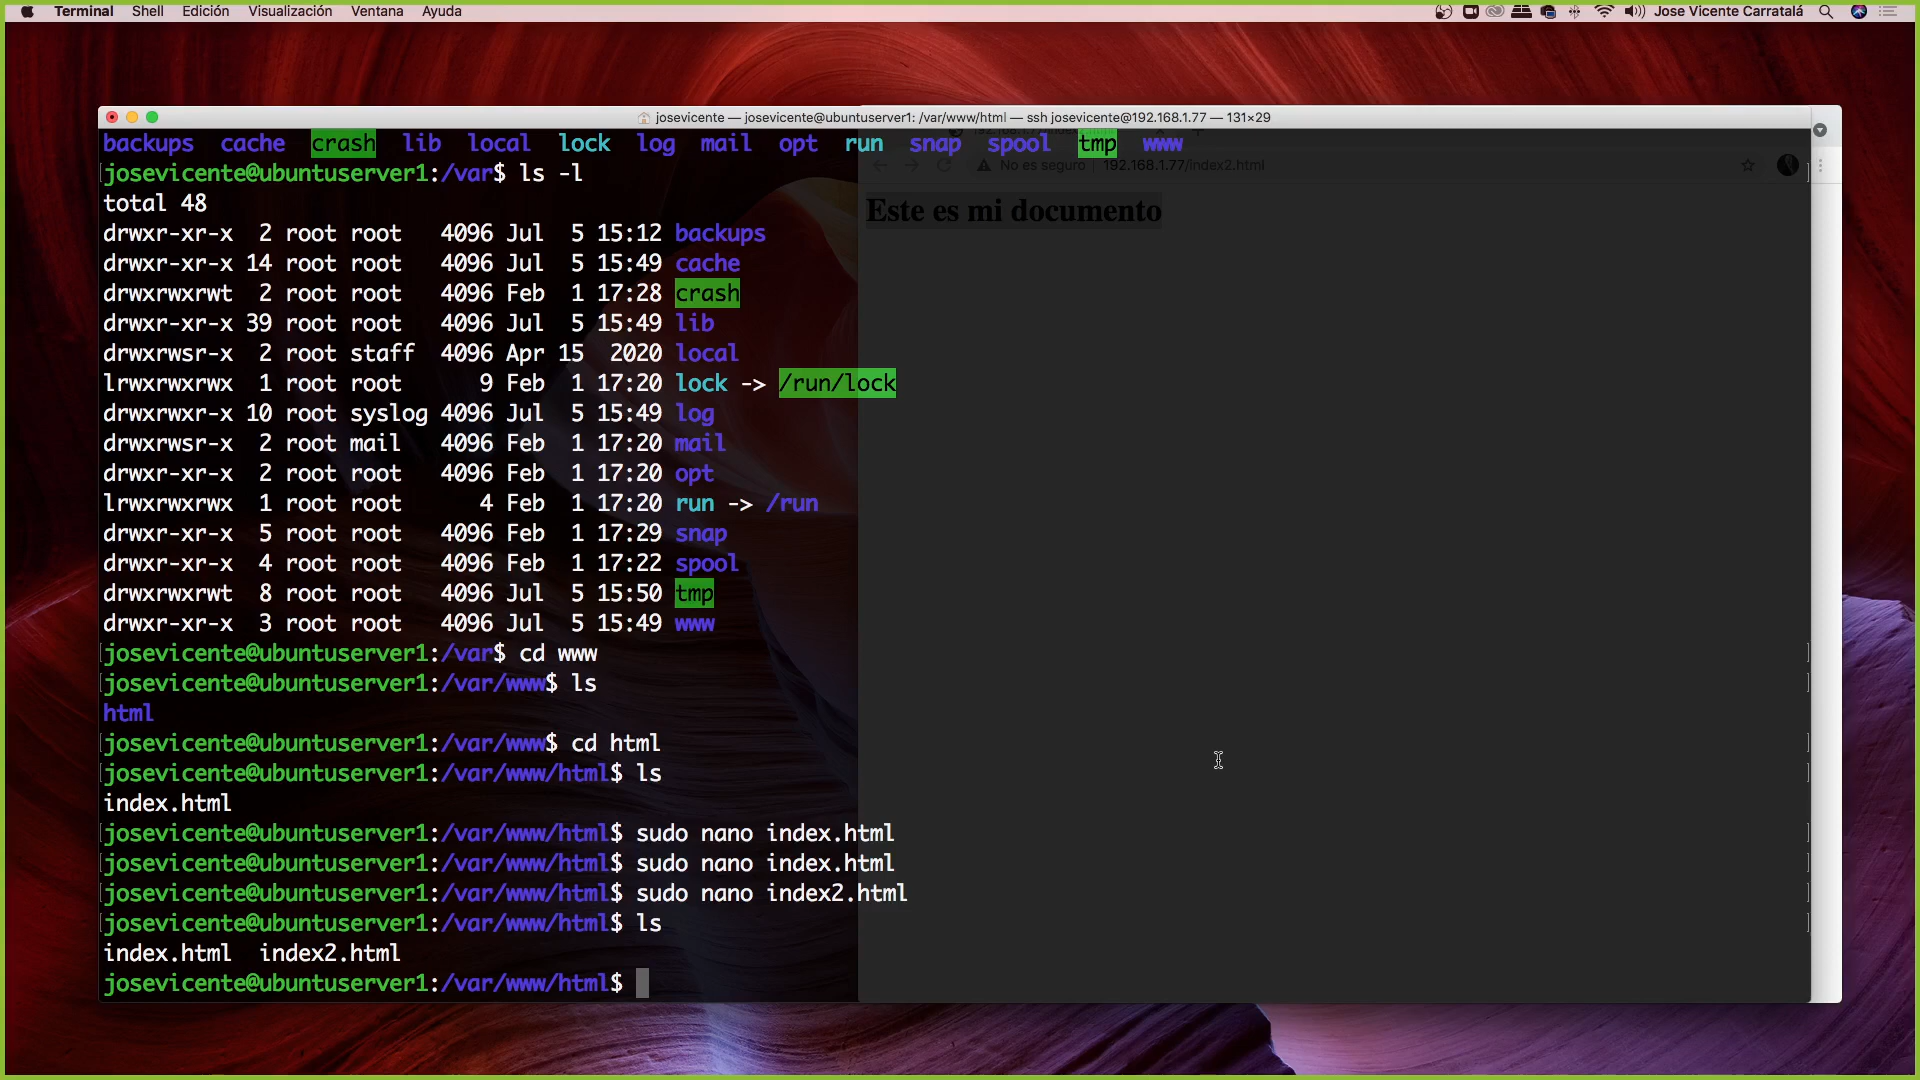 Terminal Shell Edición Visualización Ventana Ayuda Jose Vicente Carratalá
josevicente — josevicente@ubuntuserver1: /var/www/html — ssh josevicente@192.168.1.77 — 131×29
backups cache crash lib local lock log mail opt run snap spool tmp www
No es seguro | 192.168.1.77/index2.html
josevicente@ubuntuserver1:/var$ ls -l
total 48
Este es mi documento
drwxr-xr-x 2 root root 4096 Jul 5 15:12 backups
drwxr-xr-x 14 root root 4096 Jul 5 15:49 cache
drwxrwxrwt 2 root root 4096 Feb 1 17:28 crash
drwxr-xr-x 39 root root 4096 Jul 5 15:49 lib
drwxrwsr-x 2 root staff 4096 Apr 15 2020 local
lrwxrwxrwx 1 root root 9 Feb 1 17:20 lock -> /run/lock
drwxrwxr-x 10 root syslog 4096 Jul 5 15:49 log
drwxrwsr-x 2 root mail 4096 Feb 1 17:20 mail
drwxr-xr-x 2 root root 4096 Feb 1 17:20 opt
lrwxrwxrwx 1 root root 4 Feb 1 17:20 run -> /run
drwxr-xr-x 5 root root 4096 Feb 1 17:29 snap
drwxr-xr-x 4 root root 4096 Feb 1 17:22 spool
drwxrwxrwt 8 root root 4096 Jul 5 15:50 tmp
drwxr-xr-x 3 root root 4096 Jul 5 15:49 www
josevicente@ubuntuserver1:/var$ cd www
josevicente@ubuntuserver1:/var/www$ ls
html
josevicente@ubuntuserver1:/var/www$ cd html
josevicente@ubuntuserver1:/var/www/html$ ls
index.html
josevicente@ubuntuserver1:/var/www/html$ sudo nano index.html
josevicente@ubuntuserver1:/var/www/html$ sudo nano index.html
josevicente@ubuntuserver1:/var/www/html$ sudo nano index2.html
josevicente@ubuntuserver1:/var/www/html$ ls
index.html index2.html
josevicente@ubuntuserver1:/var/www/html$